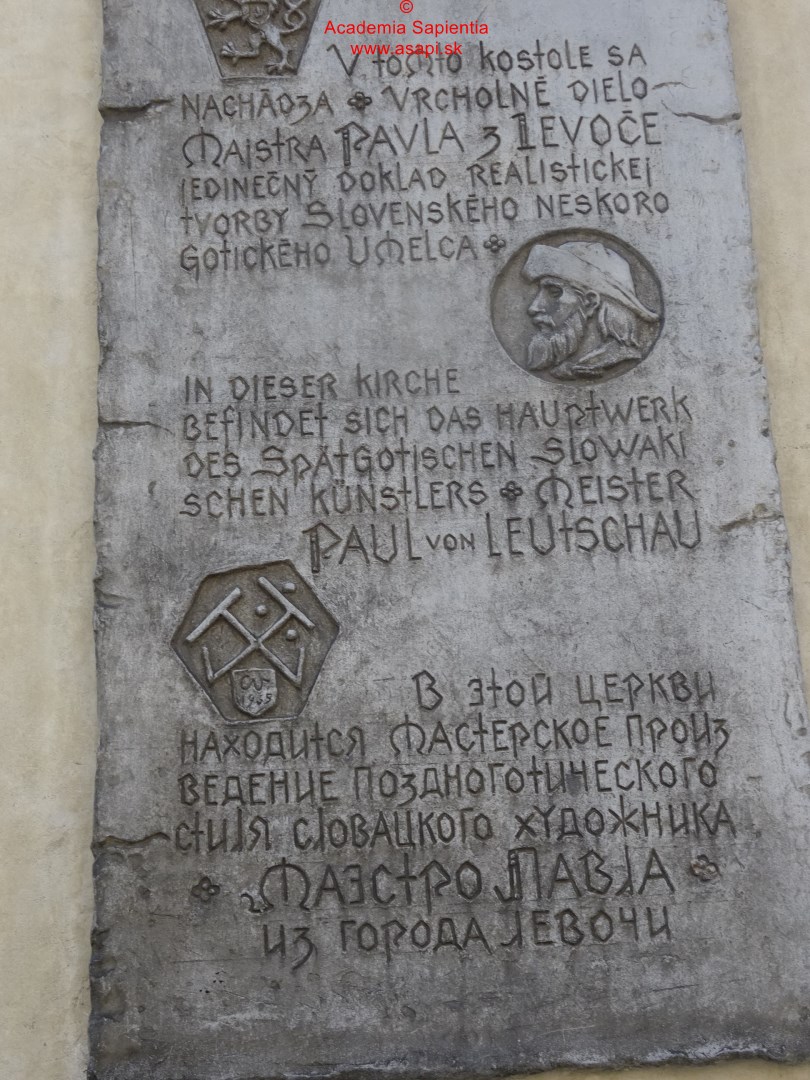 ©
Academia Sapientia
www.asapi.sk
V tomto kostole sa
nachádza vrcholné dielo
Majstra Pavla z Levoče
jedinečný doklad realistickej
tvorby slovenského neskoro
gotického umelca
In dieser Kirche
befindet sich das Hauptwerk
des spätgotischen slowaki
schen Künstlers Meister
Paul von Leutschau
1965
В этой церкви
находится мастерское произ
ведение позднеготического
стиля словацкого художника
Маэстро Павла
из города Левочи